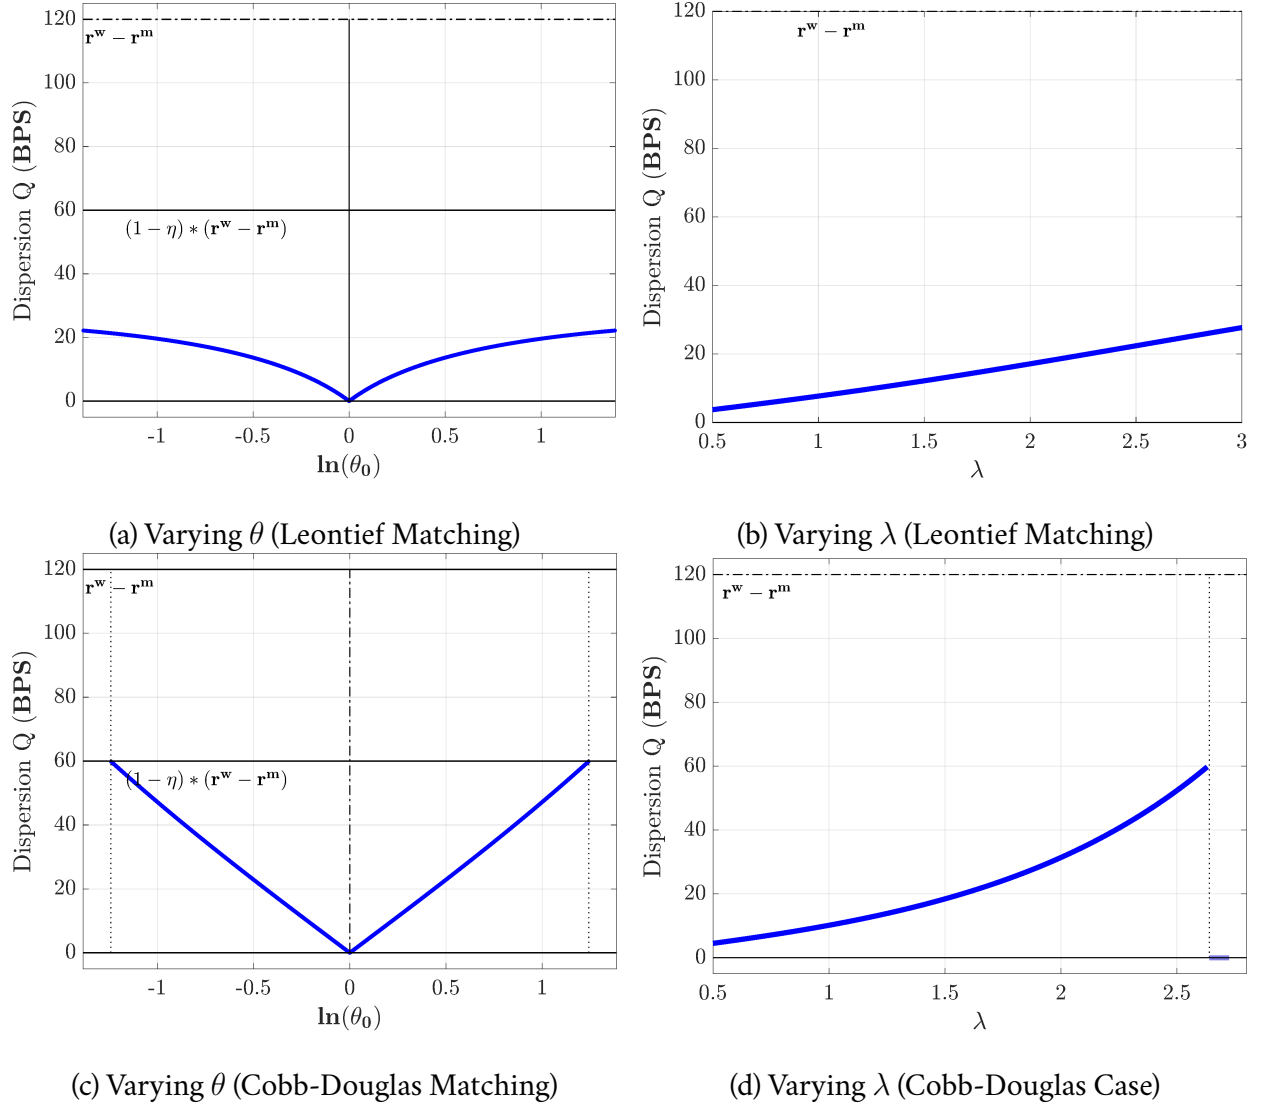 120
r^w − r^m
100
80
60
(1 − η) ∗ (r^w − r^m)
40
20
0
Dispersion Q (BPS)
-1 -0.5 0 0.5 1
ln(θ_0)
(a) Varying θ (Leontief Matching)
120
r^w − r^m
100
80
60
40
20
0
Dispersion Q (BPS)
0.5 1 1.5 2 2.5 3
λ
(b) Varying λ (Leontief Matching)
120
r^w − r^m
100
80
60
(1 − η) ∗ (r^w − r^m)
40
20
0
Dispersion Q (BPS)
-1 -0.5 0 0.5 1
ln(θ_0)
(c) Varying θ (Cobb-Douglas Matching)
120
r^w − r^m
100
80
60
40
20
0
Dispersion Q (BPS)
0.5 1 1.5 2 2.5
λ
(d) Varying λ (Cobb-Douglas Case)